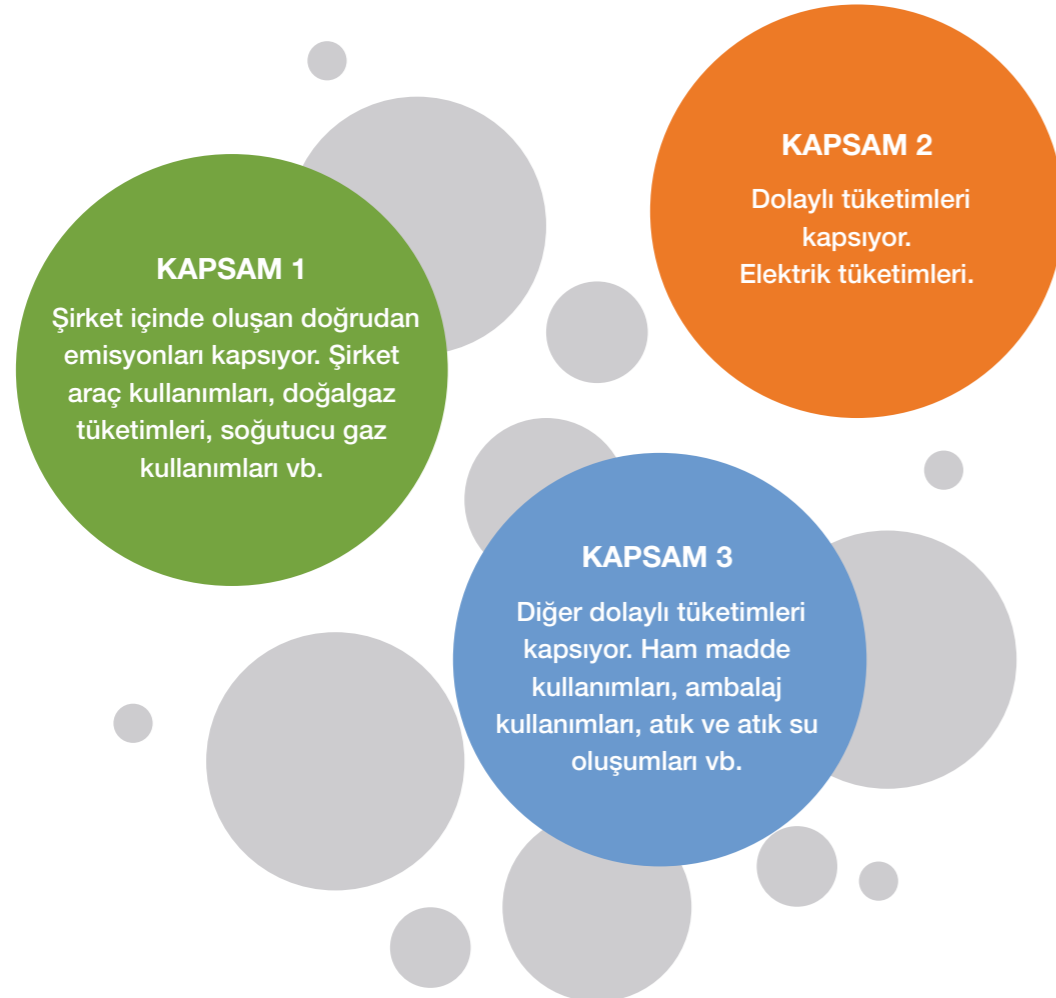 KAPSAM 1
Şirket içinde oluşan doğrudan
emisyonları kapsıyor. Şirket
araç kullanımları, doğalgaz
tüketimleri, soğutucu gaz
kullanımları vb.
KAPSAM 2
Dolaylı tüketimleri
kapsıyor.
Elektrik tüketimleri.
KAPSAM 3
Diğer dolaylı tüketimleri
kapsıyor. Ham madde
kullanımları, ambalaj
kullanımları, atık ve atık su
oluşumları vb.